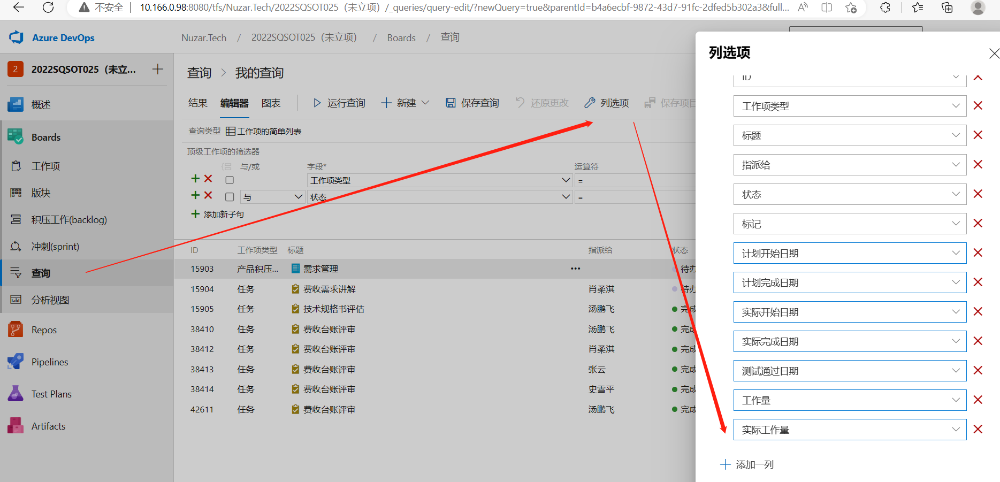 不安全
10.166.0.98:8080/tfs/Nuzar.Tech/2022SQSOT025（未立项）/_queries/query-edit/?newQuery=true&parentId=b4a6ecbf-9872-43d7-91fc-2dfed5b302a3&full...
Azure DevOps
Nuzar.Tech / 2022SQSOT025（未立项） / Boards / 查询
2 2022SQSOT025（未立...
概述
Boards
工作项
版块
积压工作(backlog)
冲刺(sprint)
查询
分析视图
Repos
Pipelines
Test Plans
Artifacts
查询 > 我的查询
结果 编辑器 图表 运行查询 新建 保存查询 还原更改 列选项 保存项目
查询类型 工作项的简单列表
顶级工作项的筛选器
与/或 字段* 运算符
工作项类型 =
与 状态 =
添加新子句
ID 工作项类型 标题 指派给 状态
15903 产品积压... 需求管理 ••• 待办
15904 任务 费收需求讲解 肖柔淇 待办
15905 任务 技术规格书评估 汤鹏飞 完成
38410 任务 费收台账评审 汤鹏飞 完成
38412 任务 费收台账评审 肖柔淇 完成
38413 任务 费收台账评审 张云 完成
38414 任务 费收台账评审 史雪平 完成
42611 任务 费收台账评审 汤鹏飞 完成
列选项
ID
工作项类型
标题
指派给
状态
标记
计划开始日期
计划完成日期
实际开始日期
实际完成日期
测试通过日期
工作量
实际工作量
添加一列